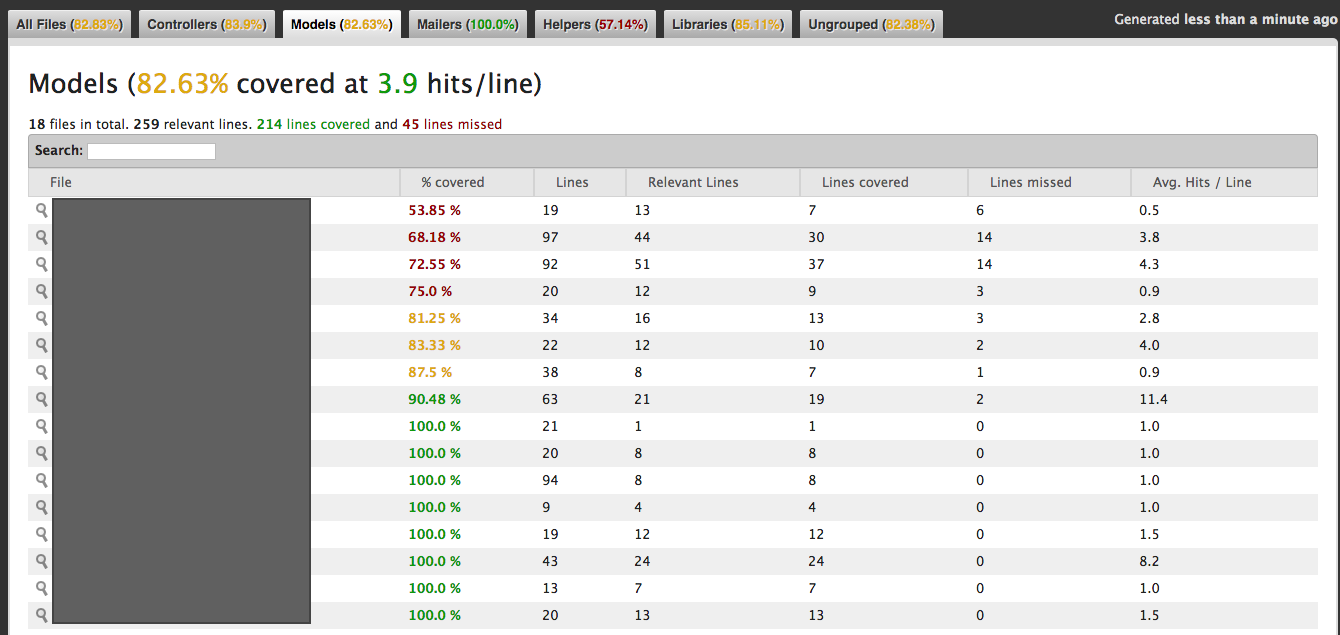 All Files (82.83%) Controllers (83.9%) Models (82.63%) Mailers (100.0%) Helpers (57.14%) Libraries (85.11%) Ungrouped (82.38%) Generated less than a minute ago
Models (82.63% covered at 3.9 hits/line)
18 files in total. 259 relevant lines. 214 lines covered and 45 lines missed
Search:
File % covered Lines Relevant Lines Lines covered Lines missed Avg. Hits / Line
53.85 % 19 13 7 6 0.5
68.18 % 97 44 30 14 3.8
72.55 % 92 51 37 14 4.3
75.0 % 20 12 9 3 0.9
81.25 % 34 16 13 3 2.8
83.33 % 22 12 10 2 4.0
87.5 % 38 8 7 1 0.9
90.48 % 63 21 19 2 11.4
100.0 % 21 1 1 0 1.0
100.0 % 20 8 8 0 1.0
100.0 % 94 8 8 0 1.0
100.0 % 9 4 4 0 1.0
100.0 % 19 12 12 0 1.5
100.0 % 43 24 24 0 8.2
100.0 % 13 7 7 0 1.0
100.0 % 20 13 13 0 1.5